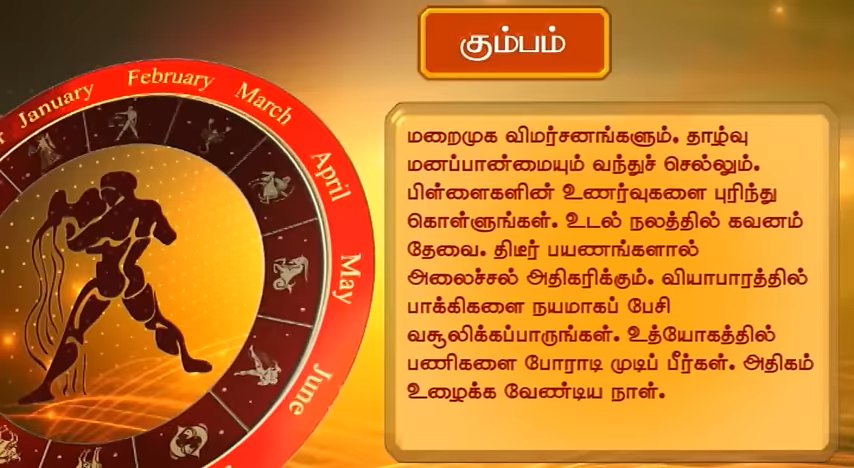 கும்பம்
January
February
March
April
May
June
மறைமுக விமர்சனங்களும். தாழ்வு
மனப்பான்மையும் வந்துச் செல்லும்.
பிள்ளைகளின் உணர்வுகளை புரிந்து
கொள்ளுங்கள். உடல் நலத்தில் கவனம்
தேவை. திடீர் பயணங்களால்
அலைச்சல் அதிகரிக்கும். வியாபாரத்தில்
பாக்கிகளை நயமாகப் பேசி
வசூலிக்கப்பாருங்கள். உத்யோகத்தில்
பணிகளை போராடி முடிப் பீர்கள். அதிகம்
உழைக்க வேண்டிய நாள்.